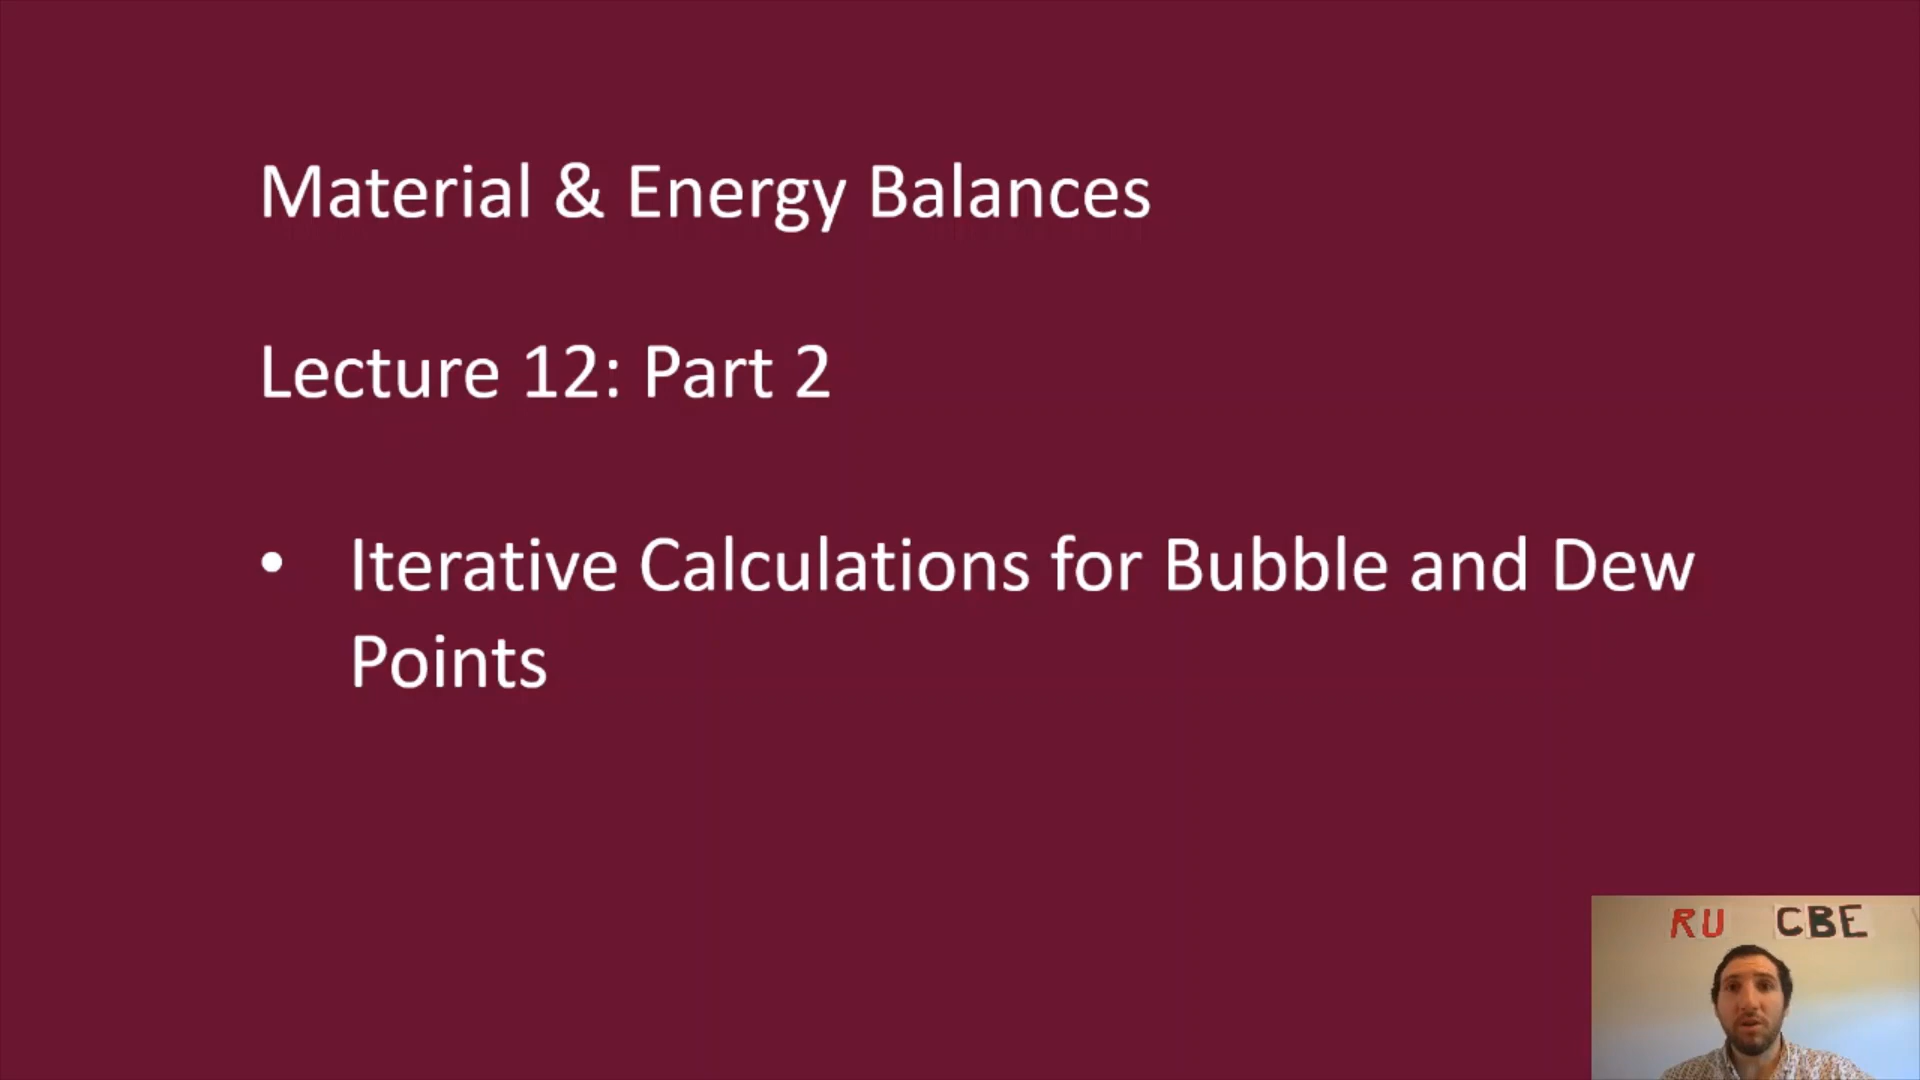 Material & Energy Balances
Lecture 12: Part 2
• Iterative Calculations for Bubble and Dew
Points
RU CBE